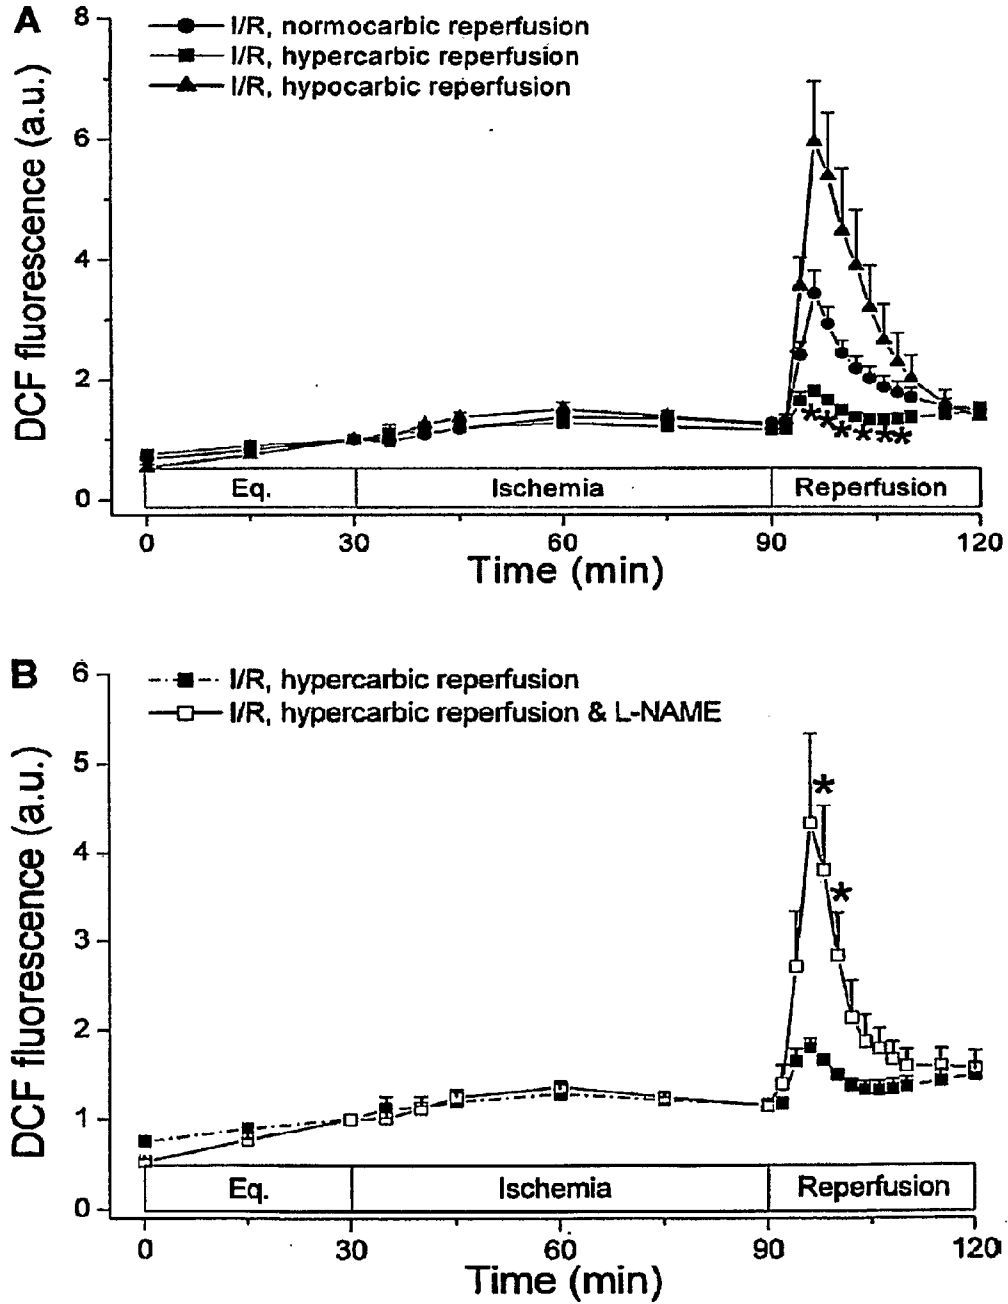 A
8
I/R, normocarbic reperfusion
I/R, hypercarbic reperfusion
I/R, hypocarbic reperfusion
6
4
2
0
DCF fluorescence (a.u.)
* * * * * *
Eq. Ischemia Reperfusion
0 30 60 90 120
Time (min)
B
6
I/R, hypercarbic reperfusion
I/R, hypercarbic reperfusion & L-NAME
5
4
3
2
1
0
DCF fluorescence (a.u.)
*
*
Eq. Ischemia Reperfusion
0 30 60 90 120
Time (min)